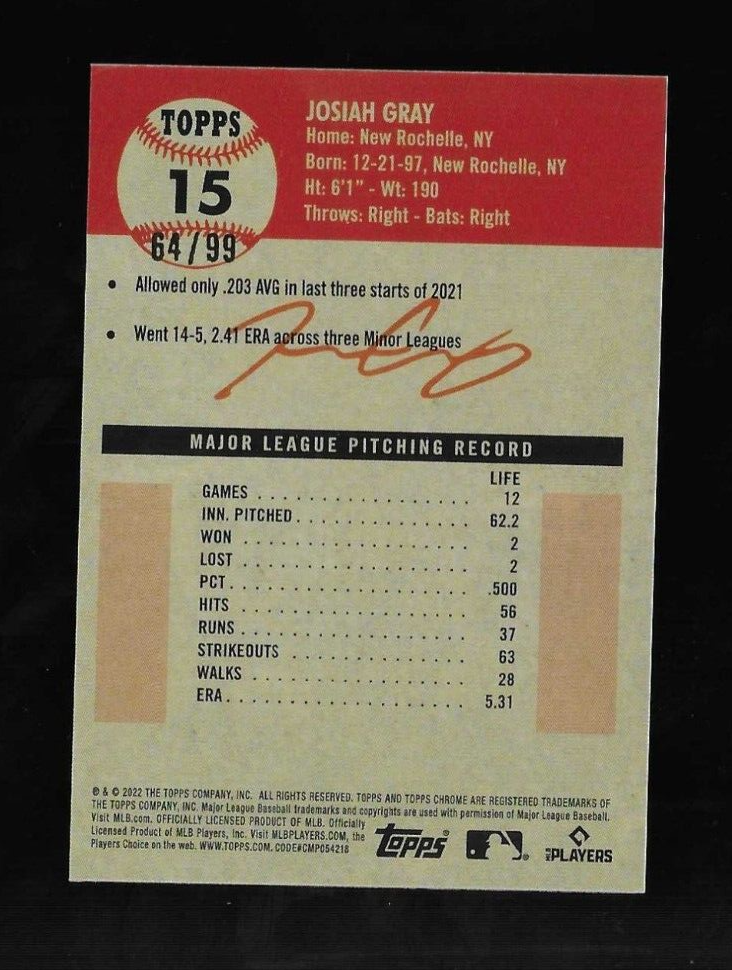 TOPPS
15
64/99
JOSIAH GRAY
Home: New Rochelle, NY
Born: 12-21-97, New Rochelle, NY
Ht: 6'1" - Wt: 190
Throws: Right - Bats: Right
• Allowed only .203 AVG in last three starts of 2021
• Went 14-5, 2.41 ERA across three Minor Leagues
MAJOR LEAGUE PITCHING RECORD
LIFE
GAMES . . . . . . . . . . . . . . . . . 12
INN. PITCHED . . . . . . . . . . . . . . 62.2
WON . . . . . . . . . . . . . . . . . . 2
LOST . . . . . . . . . . . . . . . . . . 2
PCT. . . . . . . . . . . . . . . . . . . .500
HITS . . . . . . . . . . . . . . . . . . 56
RUNS . . . . . . . . . . . . . . . . . . 37
STRIKEOUTS . . . . . . . . . . . . . . 63
WALKS . . . . . . . . . . . . . . . . . 28
ERA. . . . . . . . . . . . . . . . . . . 5.31
® & © 2022 THE TOPPS COMPANY, INC. ALL RIGHTS RESERVED. TOPPS AND TOPPS CHROME ARE REGISTERED TRADEMARKS OF
THE TOPPS COMPANY, INC. Major League Baseball trademarks and copyrights are used with permission of Major League Baseball.
Visit MLB.com. OFFICIALLY LICENSED PRODUCT OF MLB. Officially
Licensed Product of MLB Players, Inc. Visit MLBPLAYERS.COM, the
Players Choice on the web. WWW.TOPPS.COM. CODE#CMP054218
Topps
MLB PLAYERS